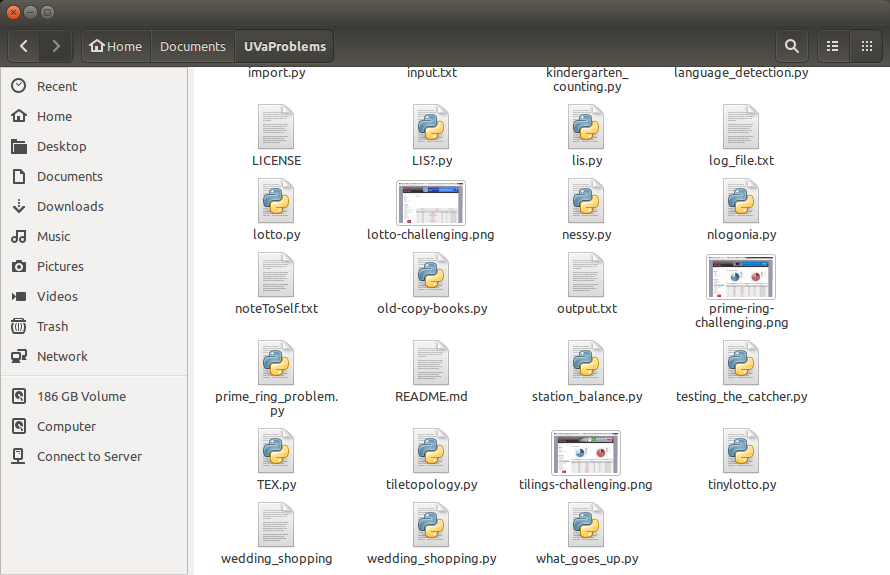 Home
Documents
UVaProblems
Recent
Home
Desktop
Documents
Downloads
Music
Pictures
Videos
Trash
Network
186 GB Volume
Computer
Connect to Server
import.py
input.txt
kindergarten_
counting.py
language_detection.py
LICENSE
LIS?.py
lis.py
log_file.txt
lotto.py
lotto-challenging.png
nessy.py
nlogonia.py
noteToSelf.txt
old-copy-books.py
output.txt
prime-ring-
challenging.png
prime_ring_problem.
py
README.md
station_balance.py
testing_the_catcher.py
TEX.py
tiletopology.py
tilings-challenging.png
tinylotto.py
wedding_shopping
wedding_shopping.py
what_goes_up.py